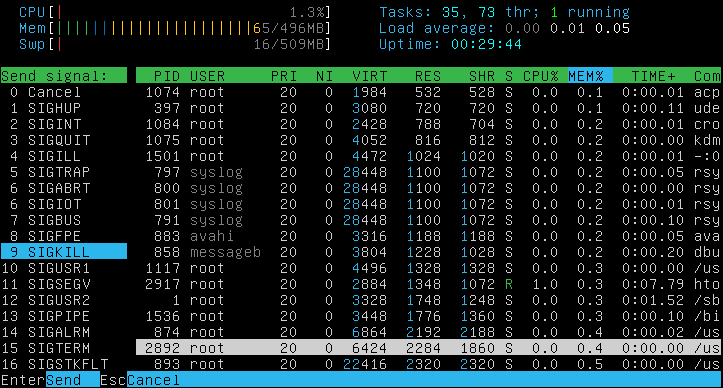 CPU[| 1.3%] Tasks: 35, 73 thr; 1 running
Mem[||||||||||||||||||||||||65/496MB] Load average: 0.00 0.01 0.05
Swp[| 16/509MB] Uptime: 00:29:44
Send signal: PID USER PRI NI VIRT RES SHR S CPU% MEM% TIME+ Com
0 Cancel 1074 root 20 0 1984 532 528 S 0.0 0.1 0:00.01 acp
1 SIGHUP 397 root 20 0 3080 720 720 S 0.0 0.1 0:00.11 ude
2 SIGINT 1084 root 20 0 2428 788 704 S 0.0 0.2 0:00.01 cro
3 SIGQUIT 1075 root 20 0 4052 816 812 S 0.0 0.2 0:00.00 kdm
4 SIGILL 1501 root 20 0 4472 1024 1020 S 0.0 0.2 0:00.01 -:0
5 SIGTRAP 797 syslog 20 0 28448 1100 1072 S 0.0 0.2 0:00.05 rsy
6 SIGABRT 800 syslog 20 0 28448 1100 1072 S 0.0 0.2 0:00.00 rsy
6 SIGIOT 801 syslog 20 0 28448 1100 1072 S 0.0 0.2 0:00.01 rsy
7 SIGBUS 791 syslog 20 0 28448 1100 1072 S 0.0 0.2 0:00.10 rsy
8 SIGFPE 883 avahi 20 0 3316 1188 1188 S 0.0 0.2 0:00.05 ava
9 SIGKILL 858 messageb 20 0 3804 1228 1028 S 0.0 0.2 0:00.20 dbu
10 SIGUSR1 1117 root 20 0 4496 1328 1328 S 0.0 0.3 0:00.00 /us
11 SIGSEGV 2917 root 20 0 2884 1348 1072 R 1.0 0.3 0:07.79 hto
12 SIGUSR2 1 root 20 0 3328 1748 1248 S 0.0 0.3 0:01.52 /sb
13 SIGPIPE 1536 root 20 0 3448 1776 1360 S 0.0 0.3 0:00.10 /bi
14 SIGALRM 874 root 20 0 6864 2192 2188 S 0.0 0.4 0:00.02 /us
15 SIGTERM 2892 root 20 0 6424 2284 1860 S 0.0 0.4 0:00.00 /us
16 SIGSTKFLT 893 root 20 0 22416 2320 2320 S 0.0 0.5 0:00.00 /us
EnterSend EscCancel